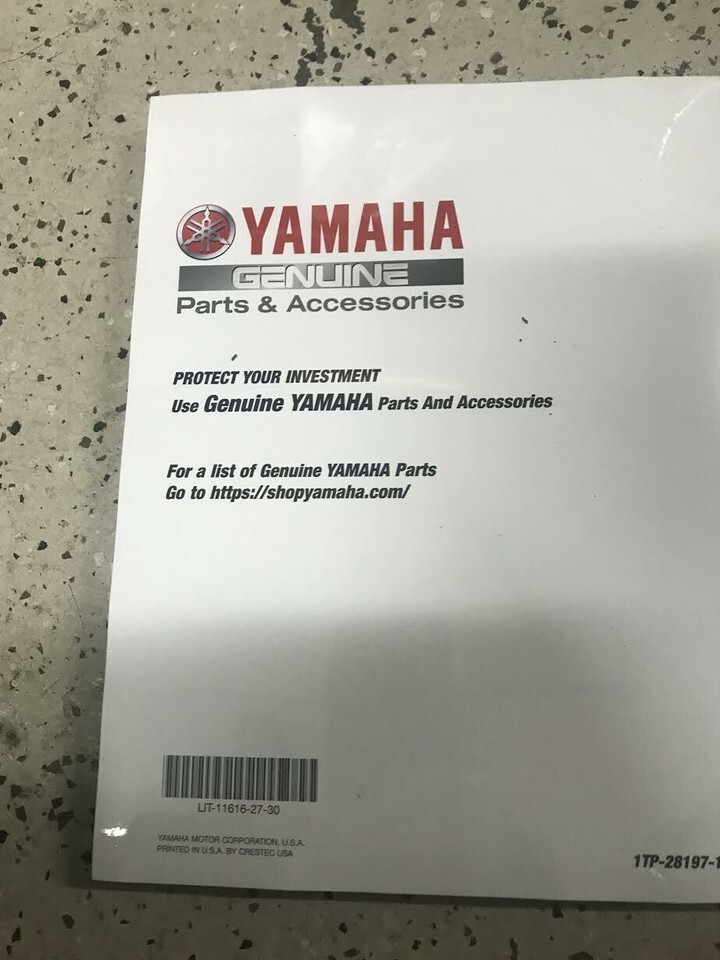 YAMAHA
GENUINE
Parts & Accessories
PROTECT YOUR INVESTMENT
Use Genuine YAMAHA Parts And Accessories
For a list of Genuine YAMAHA Parts
Go to https://shopyamaha.com/
LIT-11616-27-30
YAMAHA MOTOR CORPORATION, U.S.A.
PRINTED IN U.S.A. BY CRESTEC USA
1TP-28197-1